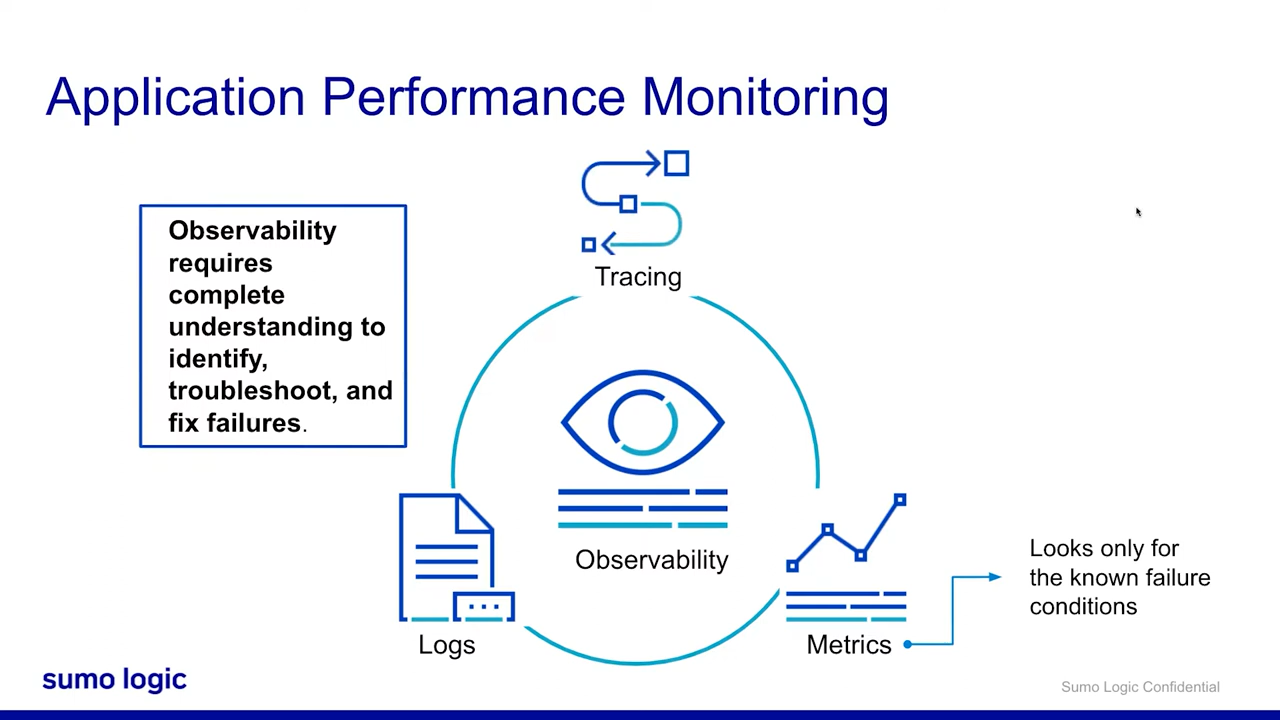 Application Performance Monitoring
Observability
requires
complete
understanding to
identify,
troubleshoot, and
fix failures.
Tracing
Observability
Logs
Metrics
Looks only for
the known failure
conditions
sumo logic
Sumo Logic Confidential